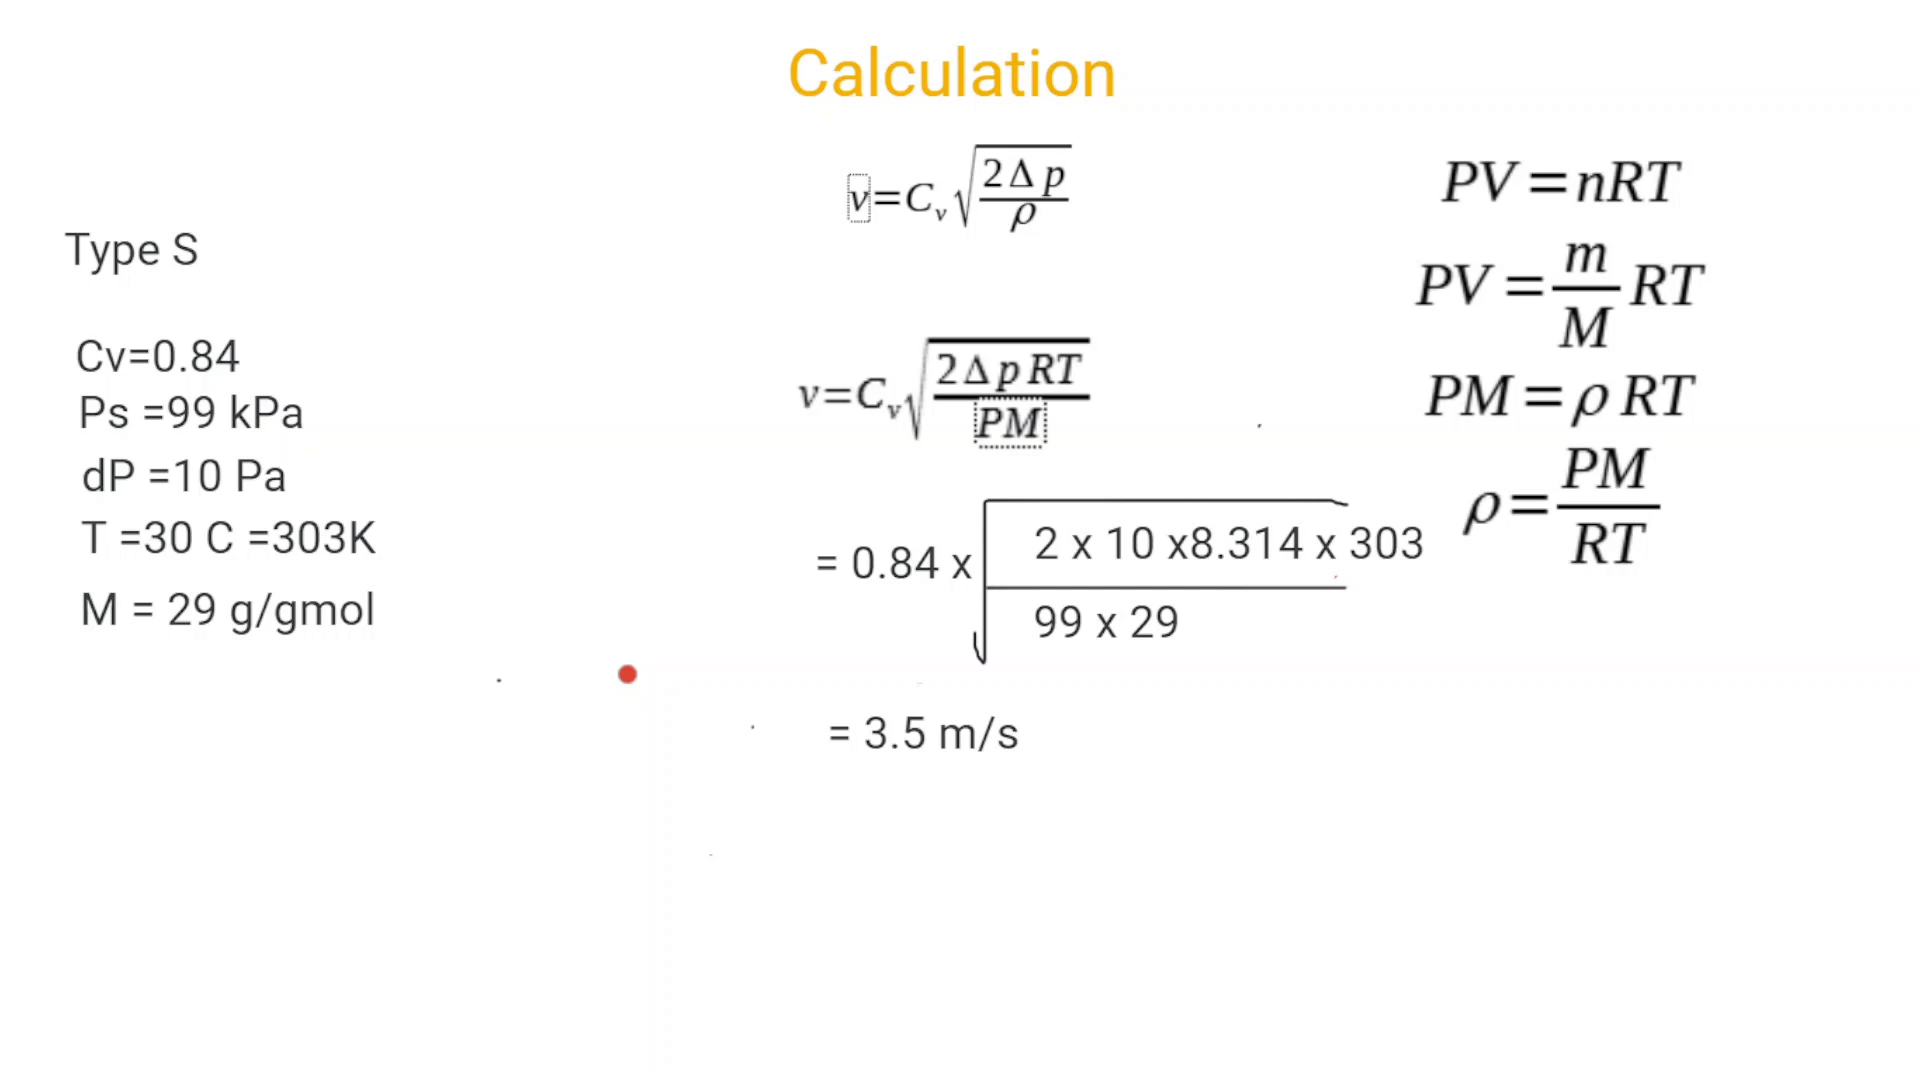 Calculation
Type S
Cv=0.84
Ps =99 kPa
dP =10 Pa
T =30 C =303K
M = 29 g/gmol
v=C_v√(2Δp/ρ)
v=C_v√(2Δp RT/PM)
= 0.84 x √(2 x 10 x8.314 x 303/99 x 29)
= 3.5 m/s
PV=nRT
PV=m/M RT
PM=ρRT
ρ=PM/RT